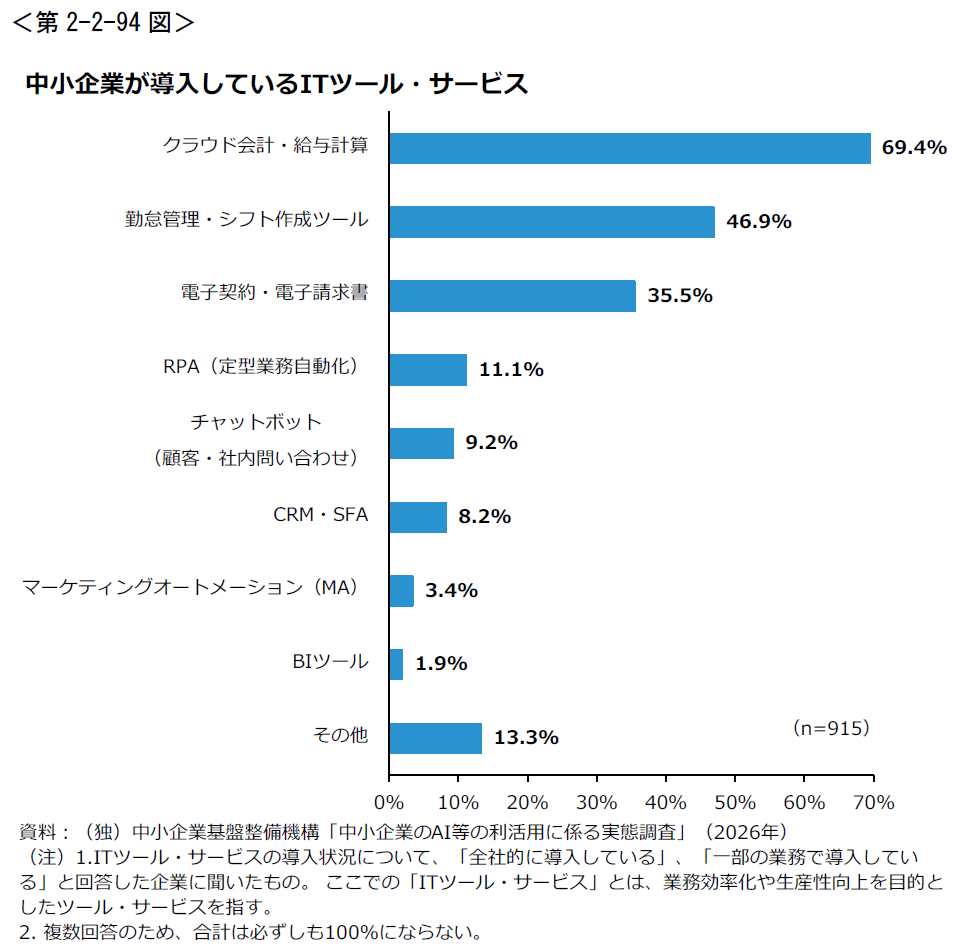 ＜第 2-2-94 図＞
中小企業が導入しているITツール・サービス
クラウド会計・給与計算
69.4%
勤怠管理・シフト作成ツール
46.9%
電子契約・電子請求書
35.5%
RPA（定型業務自動化）
11.1%
チャットボット
（顧客・社内問い合わせ）
9.2%
CRM・SFA
8.2%
マーケティングオートメーション（MA）
3.4%
BIツール
1.9%
その他
13.3%
（n=915）
0% 10% 20% 30% 40% 50% 60% 70%
資料：（独）中小企業基盤整備機構「中小企業のAI等の利活用に係る実態調査」（2026年）
（注）1.ITツール・サービスの導入状況について、「全社的に導入している」、「一部の業務で導入してい
る」と回答した企業に聞いたもの。 ここでの「ITツール・サービス」とは、業務効率化や生産性向上を目的と
したツール・サービスを指す。
2. 複数回答のため、合計は必ずしも100%にならない。